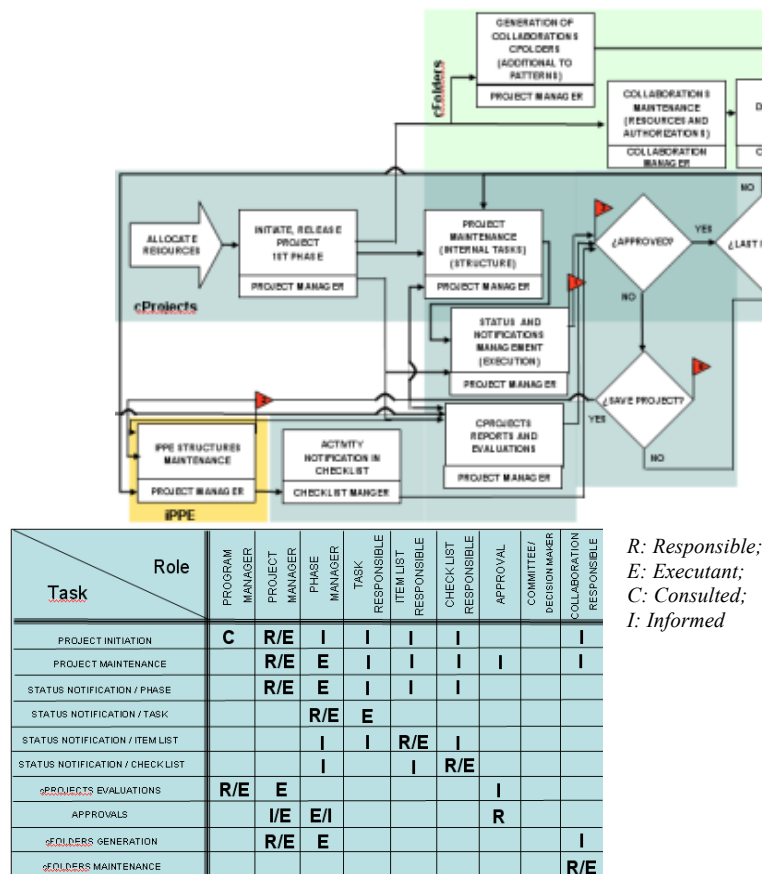 GENERATION OF
COLLABORATIONS
CFOLDERS
(ADDITIONAL TO
PATTERNS)
PROJECT MANAGER
cFolders
COLLABORATIONS
MAINTENANCE
(RESOURCES AND
AUTHORIZATIONS)
COLLABORATION
MANAGER
D
C
NO
ALLOCATE
RESOURCES
INITIATE, RELEASE
PROJECT
1ST PHASE
PROJECT MANAGER
PROJECT
MAINTENANCE
(INTERNAL TASKS)
(STRUCTURE)
PROJECT MANAGER
¿APPROVED?
YES
¿LAST
NO
cProjects
STATUS AND
NOTIFICATIONS
MANAGEMENT
(EXECUTION)
PROJECT MANAGER
¿SAVE PROJECT?
YES
NO
IPPE STRUCTURES
MAINTENANCE
PROJECT MANAGER
iPPE
ACTIVITY
NOTIFICATION IN
CHECKLIST
CHECKLIST MANGER
CPROJECTS
REPORTS AND
EVALUATIONS
PROJECT MANAGER
Role
Task
PROGRAM
MANAGER
PROJECT
MANAGER
PHASE
MANAGER
TASK
RESPONSIBLE
ITEM LIST
RESPONSIBLE
CHECK LIST
RESPONSIBLE
APPROVAL
COMMITTEE/
DECISION MAKER
COLLABORATION
RESPONSIBLE
PROJECT INITIATION C R/E I I I I I
PROJECT MAINTENANCE R/E E I I I I I
STATUS NOTIFICATION / PHASE R/E E I I I
STATUS NOTIFICATION / TASK R/E E
STATUS NOTIFICATION / ITEM LIST I I R/E I
STATUS NOTIFICATION / CHECK LIST I I R/E
cPROJECTS EVALUATIONS R/E E I
APPROVALS I/E E/I R
cFOLDERS GENERATION R/E E I
cFOLDERS MAINTENANCE R/E
R: Responsible;
E: Executant;
C: Consulted;
I: Informed